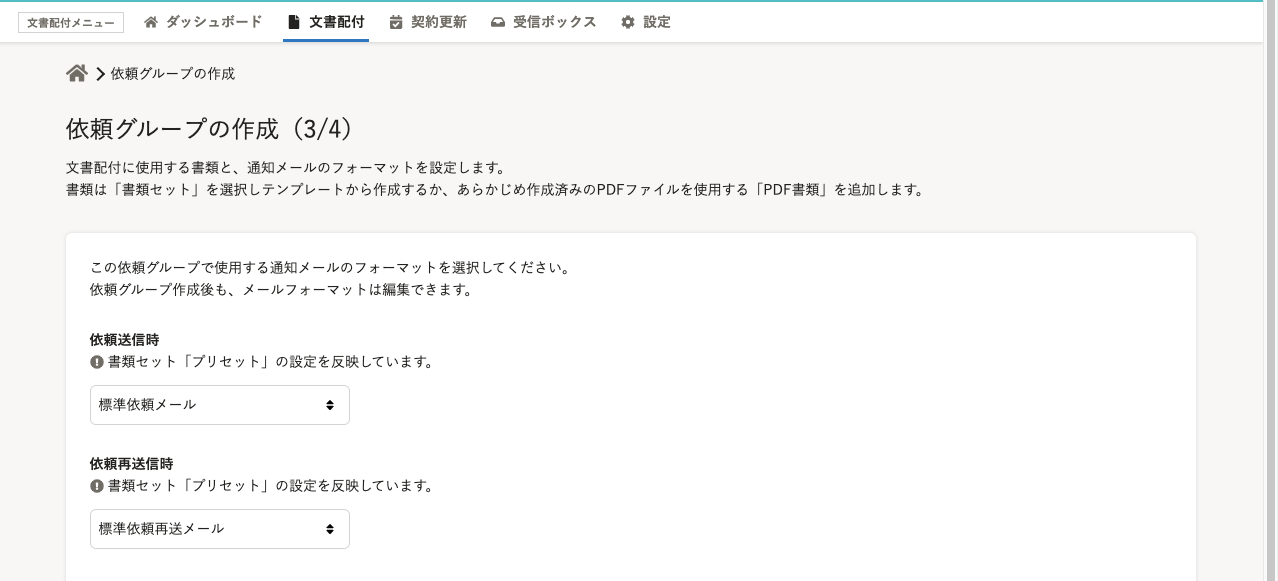 文書配付メニュー ダッシュボード 文書配付 契約更新 受信ボックス 設定
依頼グループの作成
依頼グループの作成（3/4）
文書配付に使用する書類と、通知メールのフォーマットを設定します。
書類は「書類セット」を選択しテンプレートから作成するか、あらかじめ作成済みのPDFファイルを使用する「PDF書類」を追加します。
この依頼グループで使用する通知メールのフォーマットを選択してください。
依頼グループ作成後も、メールフォーマットは編集できます。
依頼送信時
書類セット「プリセット」の設定を反映しています。
標準依頼メール
依頼再送信時
書類セット「プリセット」の設定を反映しています。
標準依頼再送メール